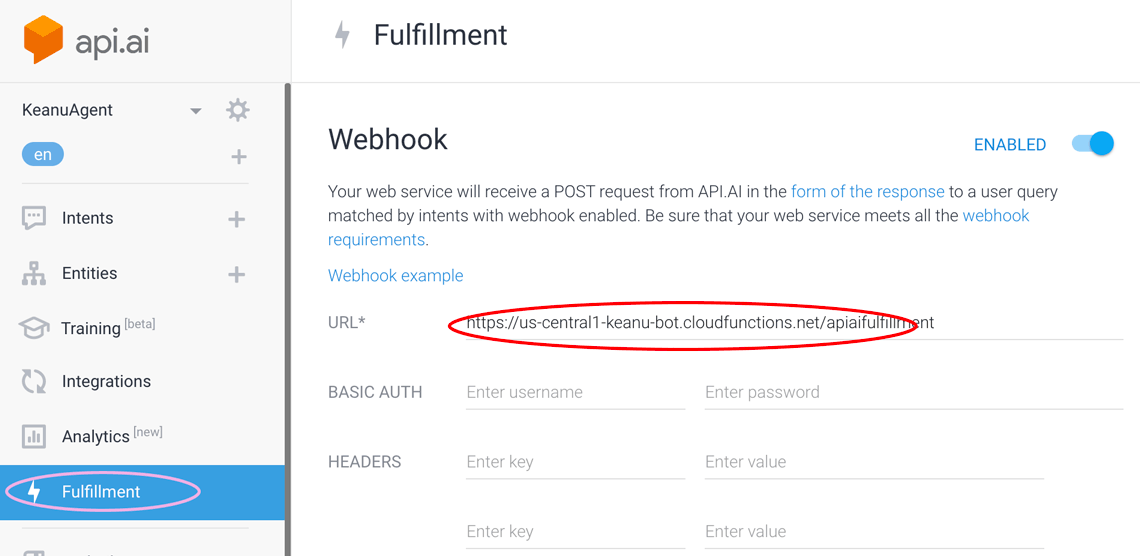 api.ai
KeanuAgent
en
Intents
Entities
Training [beta]
Integrations
Analytics [new]
Fulfillment
Fulfillment
Webhook
ENABLED
Your web service will receive a POST request from API.AI in the form of the response to a user query
matched by intents with webhook enabled. Be sure that your web service meets all the webhook
requirements.
Webhook example
URL* https://us-central1-keanu-bot.cloudfunctions.net/apiaifulfillment
BASIC AUTH Enter username Enter password
HEADERS Enter key Enter value
Enter key Enter value